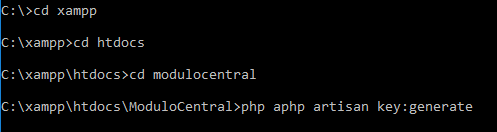 C:\>cd xampp
C:\xampp>cd htdocs
C:\xampp\htdocs>cd modulocentral
C:\xampp\htdocs\ModuloCentral>php aphp artisan key:generate